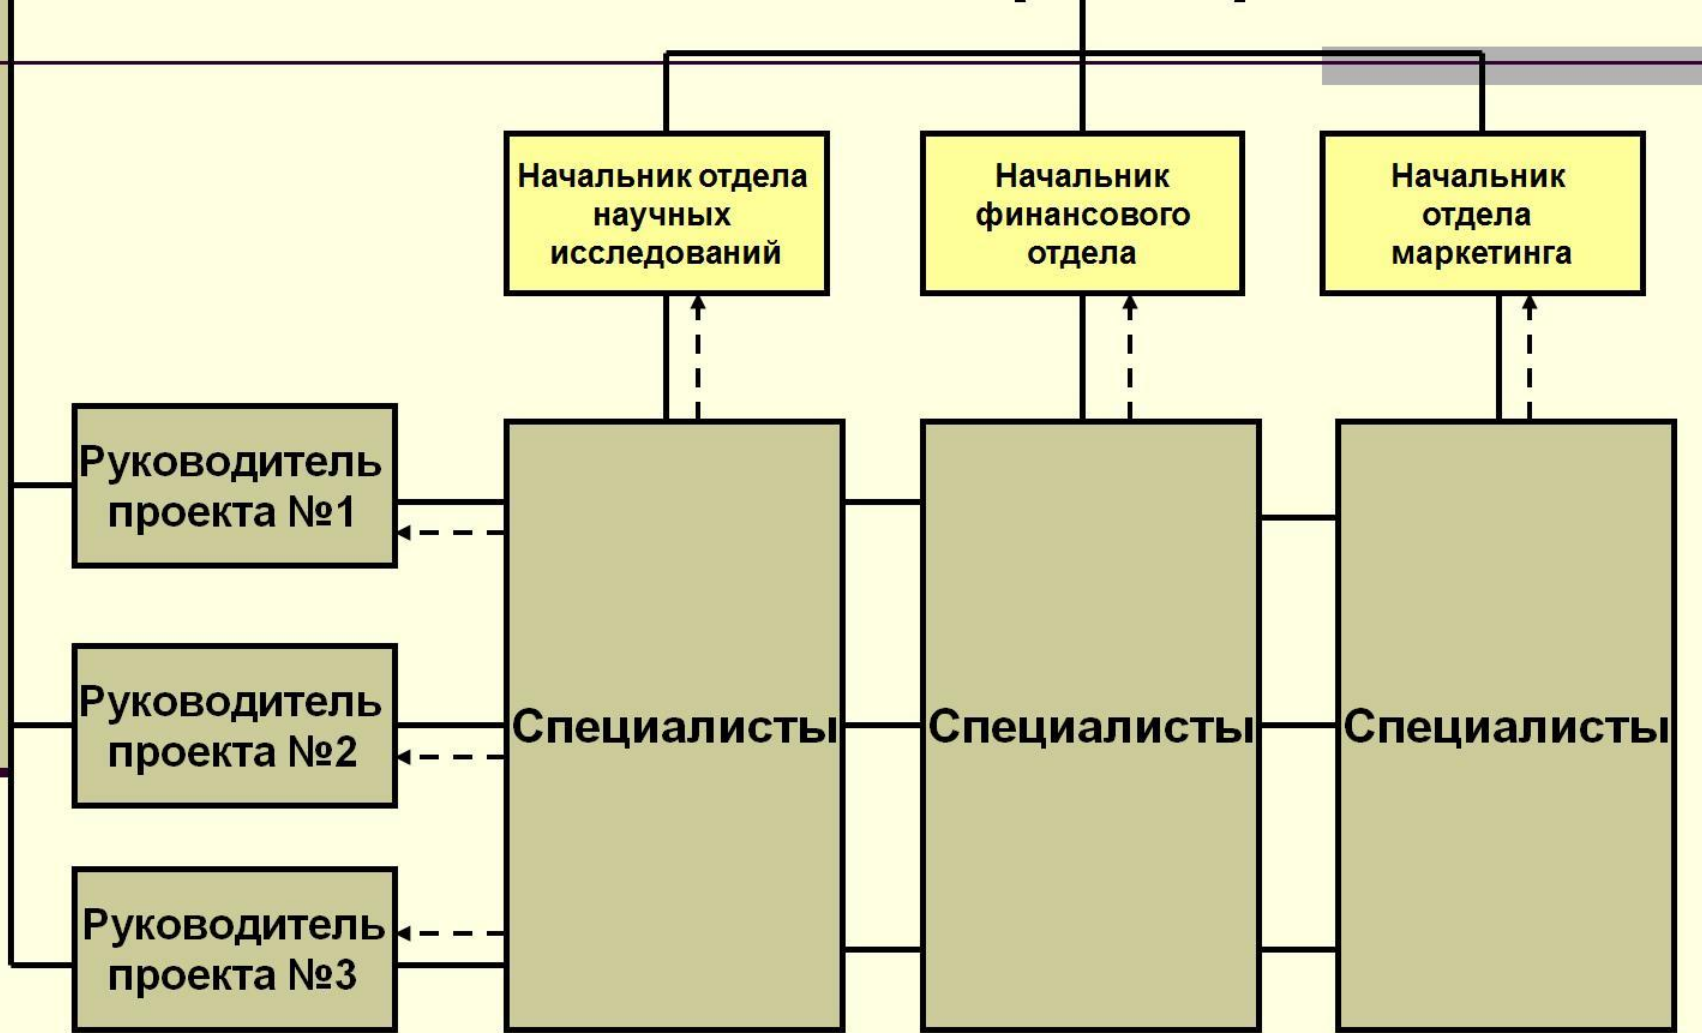 Начальник отдела
научных
исследований
Начальник
финансового
отдела
Начальник
отдела
маркетинга
Руководитель
проекта №1
Руководитель
проекта №2
Руководитель
проекта №3
Специалисты
Специалисты
Специалисты